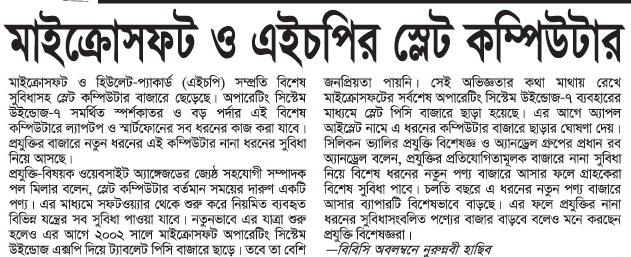 মাইক্রোসফট ও এইচপির স্লেট কম্পিউটার
মাইক্রোসফট ও হিউলেট-প্যাকার্ড (এইচপি) সম্প্রতি বিশেষ
সুবিধাসহ স্লেট কম্পিউটার বাজারে ছেড়েছে। অপারেটিং সিস্টেম
উইন্ডোজ-৭ সমর্থিত স্পর্শকাতর ও বড় পর্দার এই বিশেষ
কম্পিউটারে ল্যাপটপ ও স্মার্টফোনের সব ধরনের কাজ করা যাবে।
প্রযুক্তির বাজারে নতুন ধরনের এই কম্পিউটার নানা ধরনের সুবিধা
নিয়ে আসছে।
প্রযুক্তি-বিষয়ক ওয়েবসাইট অ্যাঙ্গেজেডের জ্যেষ্ঠ সহযোগী সম্পাদক
পল মিলার বলেন, স্লেট কম্পিউটার বর্তমান সময়ের দারুণ একটি
পণ্য। এর মাধ্যমে সফটওয়্যার থেকে শুরু করে নিয়মিত ব্যবহৃত
বিভিন্ন যন্ত্রের সব সুবিধা পাওয়া যাবে। নতুনভাবে এর যাত্রা শুরু
হলেও এর আগে ২০০২ সালে মাইক্রোসফট অপারেটিং সিস্টেম
উইন্ডোজ এক্সপি দিয়ে ট্যাবলেট পিসি বাজারে ছাড়ে। তবে তা বেশি
জনপ্রিয়তা পায়নি। সেই অভিজ্ঞতার কথা মাথায় রেখে
মাইক্রোসফটের সর্বশেষ অপারেটিং সিস্টেম উইন্ডোজ-৭ ব্যবহারের
মাধ্যমে স্লেট পিসি বাজারে ছাড়া হয়েছে। এর আগে অ্যাপল
আইস্লেট নামে এ ধরনের কম্পিউটার বাজারে ছাড়ার ঘোষণা দেয়।
সিলিকন ভ্যালির প্রযুক্তি বিশেষজ্ঞ ও অ্যানড্রেল গ্রুপের প্রধান রব
অ্যানড্রেল বলেন, প্রযুক্তির প্রতিযোগিতামূলক বাজারে নানা সুবিধা
নিয়ে বিশেষ ধরনের নতুন পণ্য বাজারে আসার ফলে গ্রাহকেরা
বিশেষ সুবিধা পাবে। চলতি বছরে এ ধরনের নতুন পণ্য বাজারে
আসার ব্যাপারটি বিশেষভাবে বাড়ছে। এর ফলে প্রযুক্তির নানা
ধরনের সুবিধাসংবলিত পণ্যের বাজার বাড়বে বলেও মনে করছেন
প্রযুক্তি বিশেষজ্ঞরা।
—বিবিসি অবলম্বনে নুরুন্নবী হাছিব